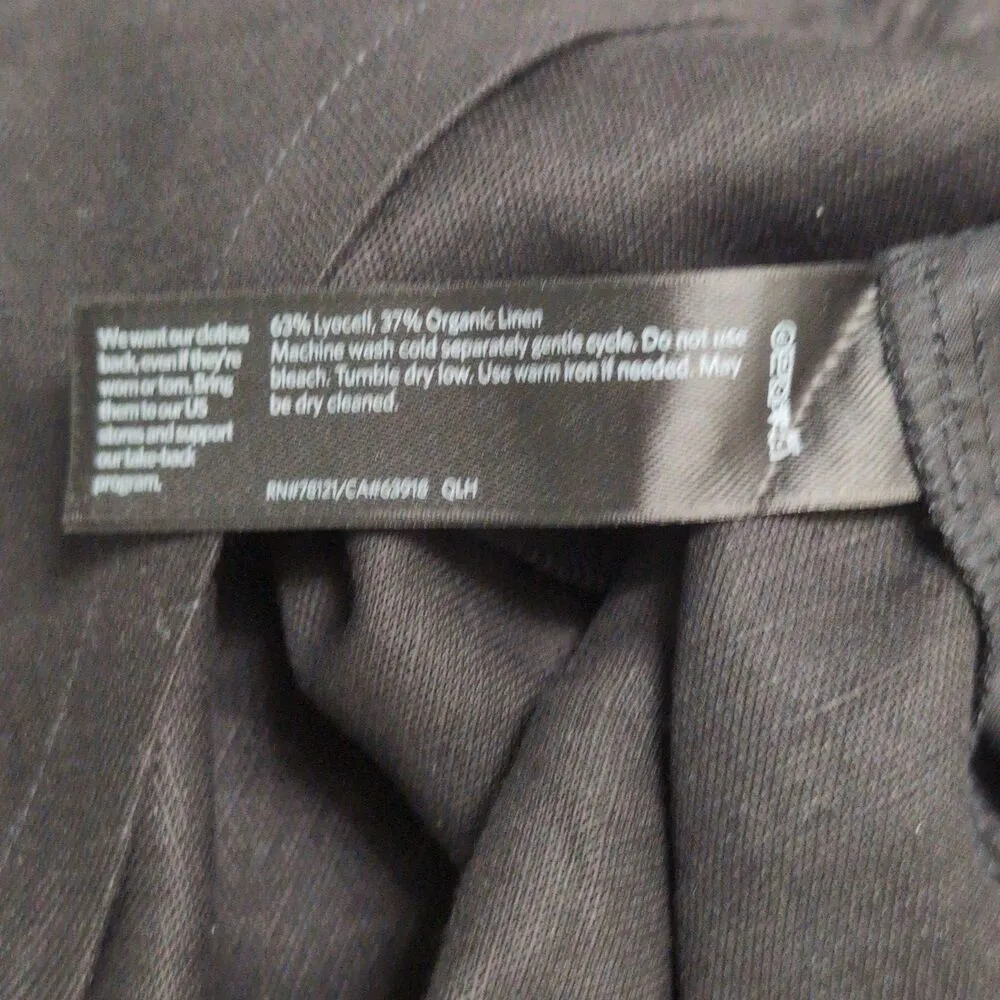 We want our clothes
back, even if they're
worn or torn. Bring
them to our US
stores and support
our take-back
program.
63% Lyocell, 37% Organic Linen
Machine wash cold separately gentle cycle. Do not use
bleach. Tumble dry low. Use warm iron if needed. May
be dry cleaned.
RN#78121/CA#63918 QLH